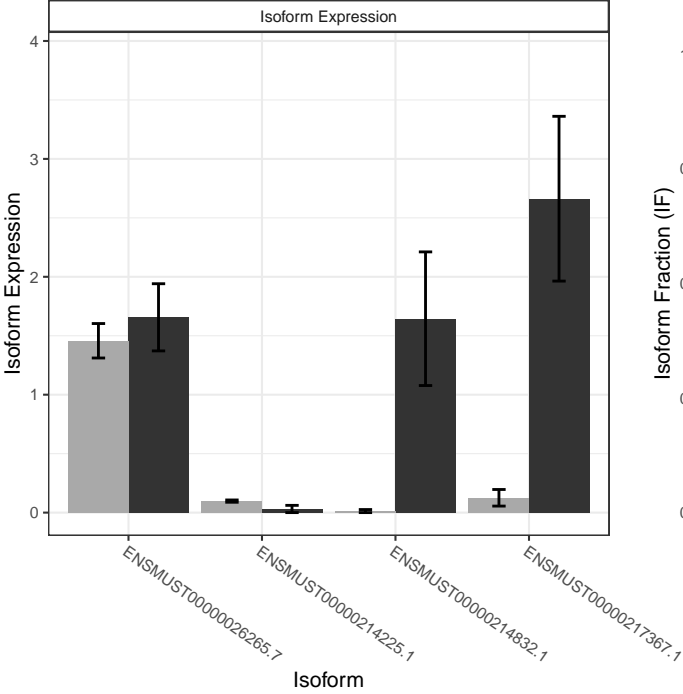 Isoform Expression
4
3
2
1
0
Isoform Expression
ENSMUST00000026265.7
ENSMUST00000214225.1
ENSMUST00000214832.1
ENSMUST00000217367.1
Isoform
Isoform Fraction (IF)